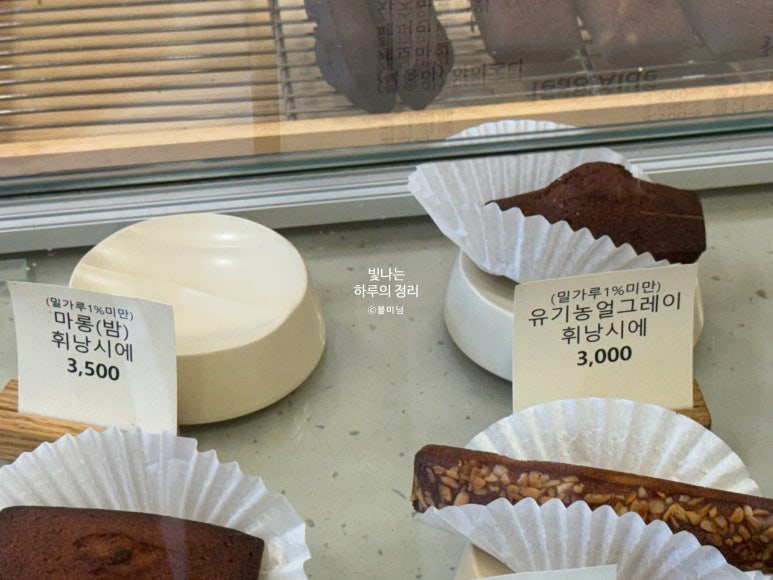 빛나는
하루의 정리
©볼미넘
(밀가루1%미만)
마롱(밤)
휘낭시에
3,500
(밀가루1%미만)
유기농얼그레이
휘낭시에
3,000